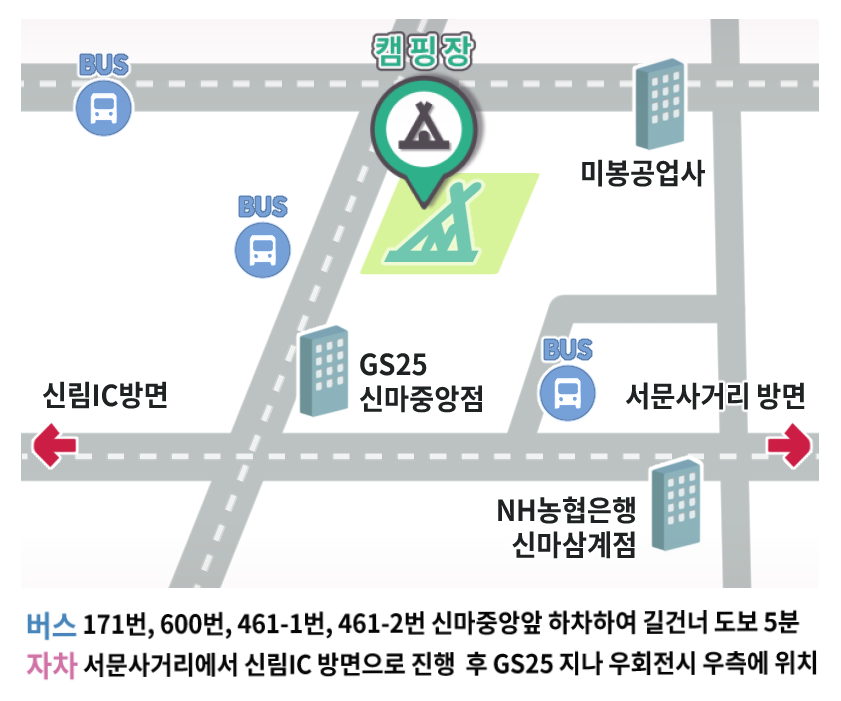 캠핑장
BUS
미봉공업사
BUS
GS25
신마중앙점
BUS
신림IC방면
서문사거리 방면
NH농협은행
신마삼계점
버스 171번, 600번, 461-1번, 461-2번 신마중앙앞 하차하여 길건너 도보 5분
자차 서문사거리에서 신림IC 방면으로 진행 후 GS25 지나 우회전시 우측에 위치